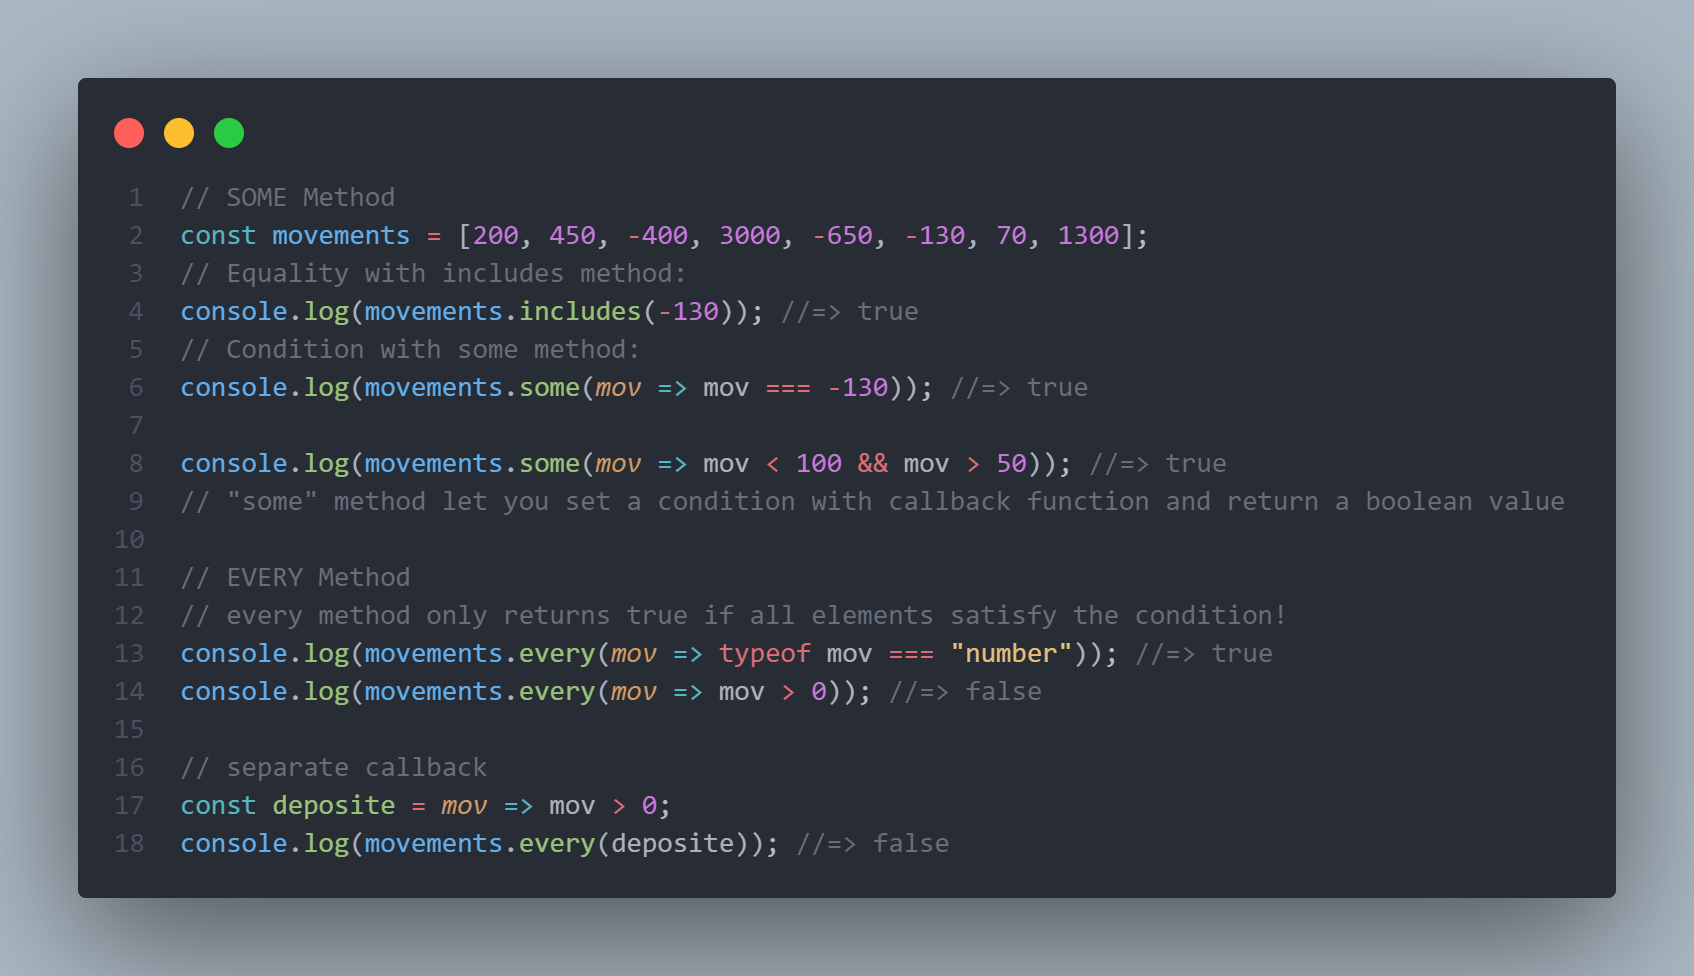 1 // SOME Method
2 const movements = [200, 450, -400, 3000, -650, -130, 70, 1300];
3 // Equality with includes method:
4 console.log(movements.includes(-130)); //=> true
5 // Condition with some method:
6 console.log(movements.some(mov => mov === -130)); //=> true
7
8 console.log(movements.some(mov => mov < 100 && mov > 50)); //=> true
9 // "some" method let you set a condition with callback function and return a boolean value
10
11 // EVERY Method
12 // every method only returns true if all elements satisfy the condition!
13 console.log(movements.every(mov => typeof mov === "number")); //=> true
14 console.log(movements.every(mov => mov > 0)); //=> false
15
16 // separate callback
17 const deposite = mov => mov > 0;
18 console.log(movements.every(deposite)); //=> false